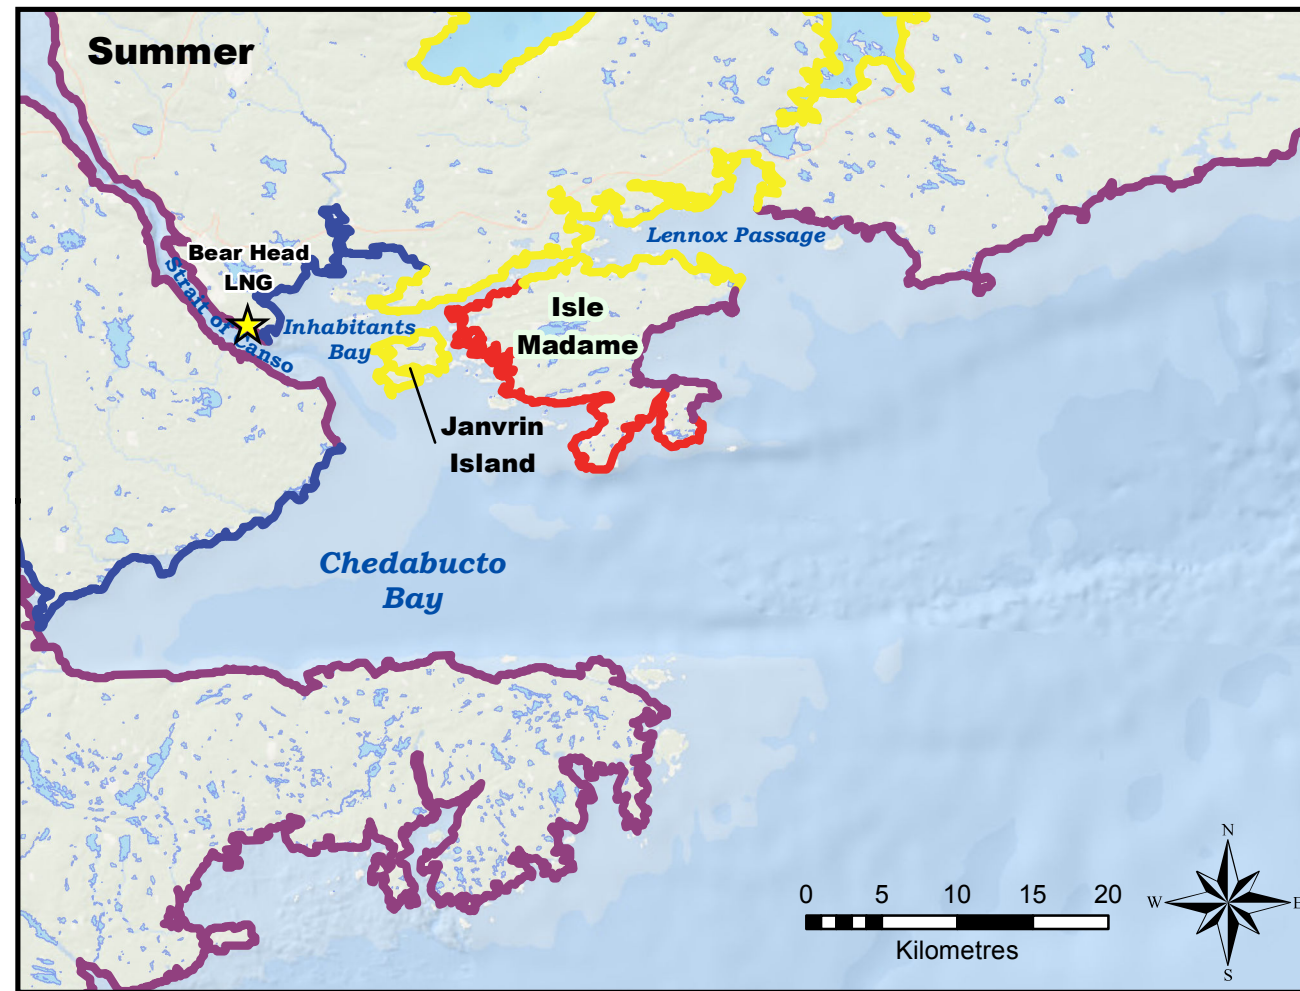 Summer
Lennox Passage
Bear Head
LNG
Strait of Canso
Inhabitants
Bay
Isle
Madame
Janvrin
Island
Chedabucto
Bay
0 5 10 15 20
Kilometres
N
W E
S